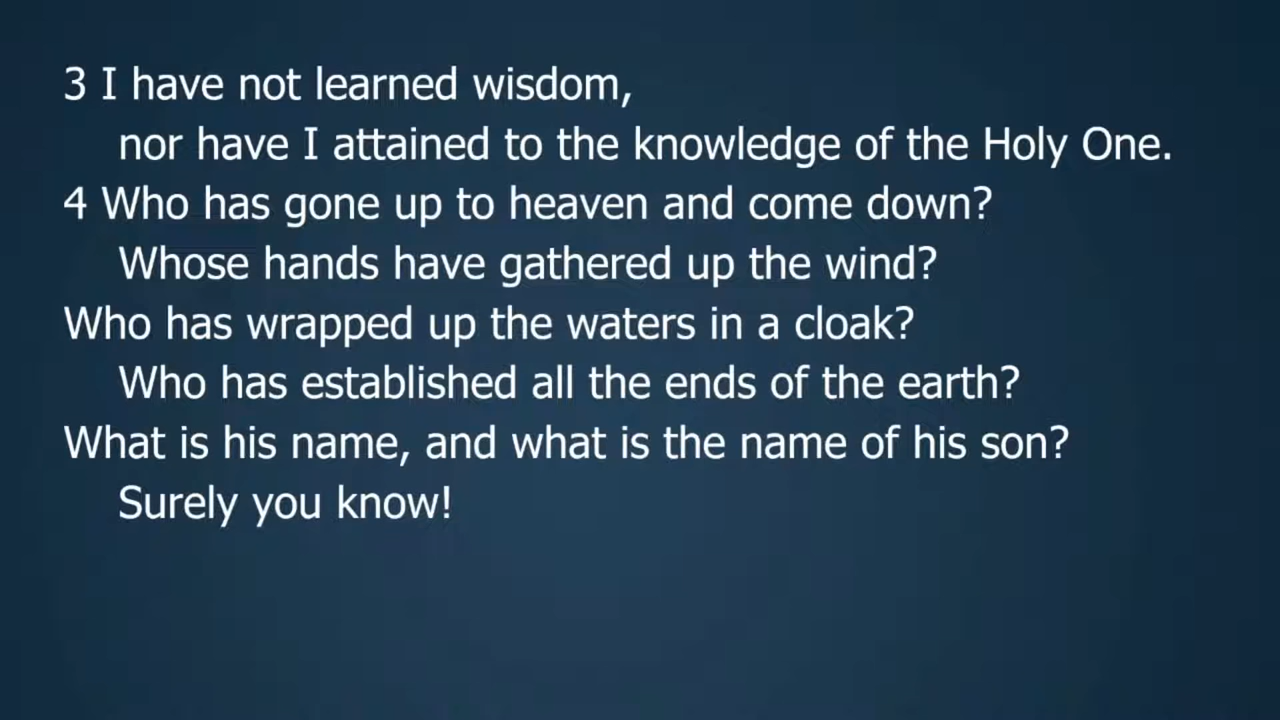 3 I have not learned wisdom,
nor have I attained to the knowledge of the Holy One.
4 Who has gone up to heaven and come down?
Whose hands have gathered up the wind?
Who has wrapped up the waters in a cloak?
Who has established all the ends of the earth?
What is his name, and what is the name of his son?
Surely you know!